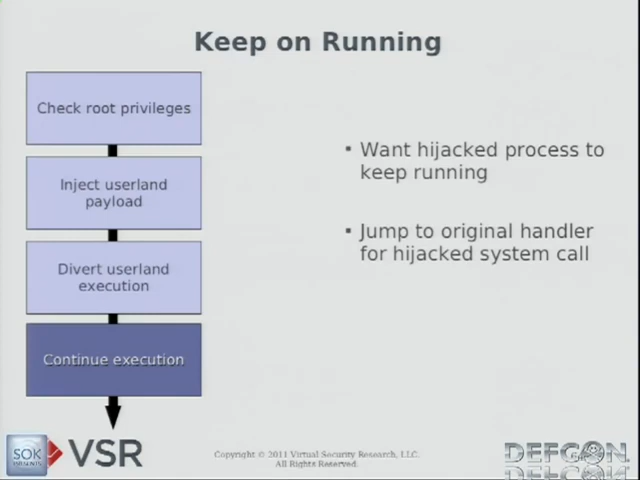 Keep on Running
Check root privileges
Inject userland
payload
Divert userland
execution
Continue execution
▪ Want hijacked process to
keep running
▪ Jump to original handler
for hijacked system call
SOK
PRESENTS
VSR
Copyright © 2011 Virtual Security Research, LLC.
All Rights Reserved.
DEFCON